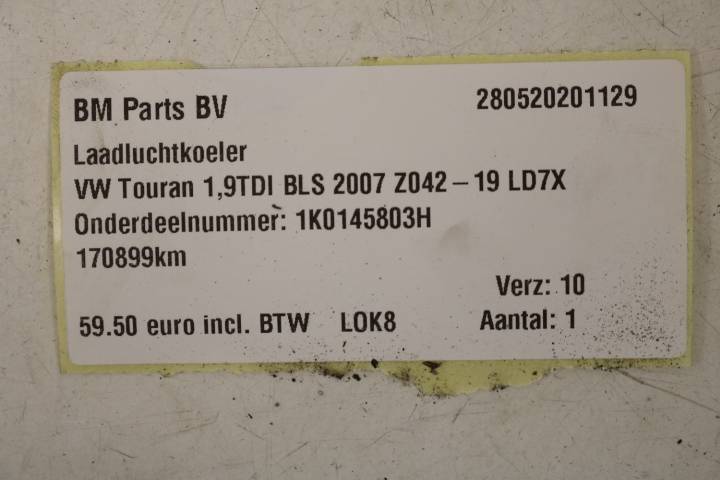 BM Parts BV 280520201129
Laadluchtkoeler
VW Touran 1,9TDI BLS 2007 Z042 – 19 LD7X
Onderdeelnummer: 1K0145803H
170899km
Verz: 10
59.50 euro incl. BTW LOK8 Aantal: 1